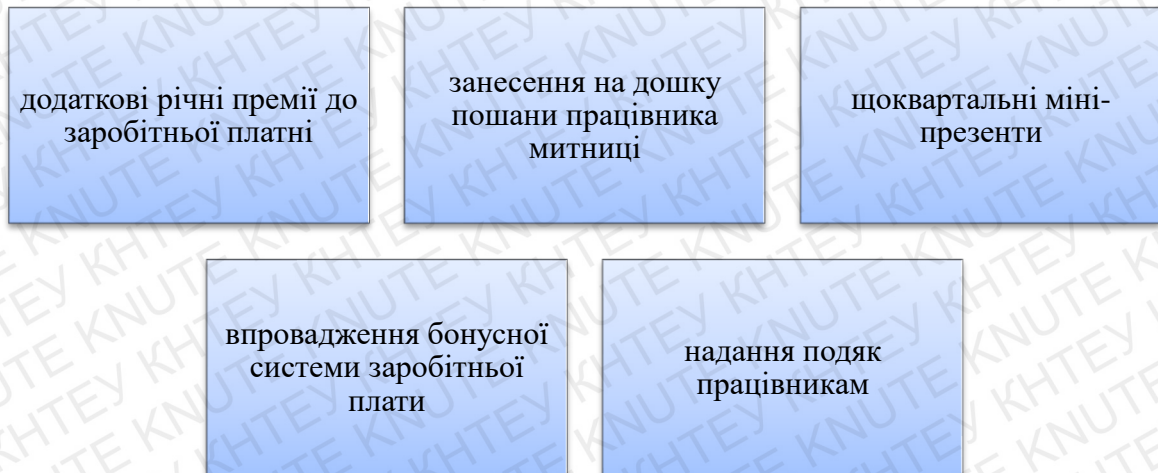 додаткові річні премії до
заробітньої платні
занесення на дошку
пошани працівника
митниці
щоквартальні міні-
презенти
впровадження бонусної
системи заробітньої
плати
надання подяк
працівникам